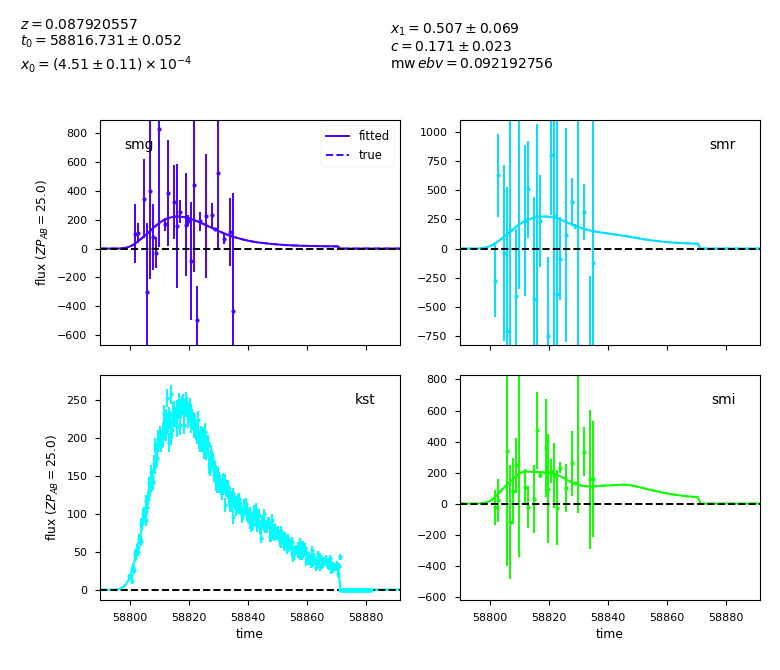 z = 0.087920557
t₀ = 58816.731 ± 0.052
x₀ = (4.51 ± 0.11) × 10⁻⁴
x₁ = 0.507 ± 0.069
c = 0.171 ± 0.023
mw ebv = 0.092192756
smg
fitted
true
800
600
400
200
0
−200
−400
−600
flux (ZP_AB = 25.0)
smr
1000
750
500
250
0
−250
−500
−750
kst
250
200
150
100
50
0
flux (ZP_AB = 25.0)
58800 58820 58840 58860 58880
time
smi
800
600
400
200
0
−200
−400
−600
58800 58820 58840 58860 58880
time